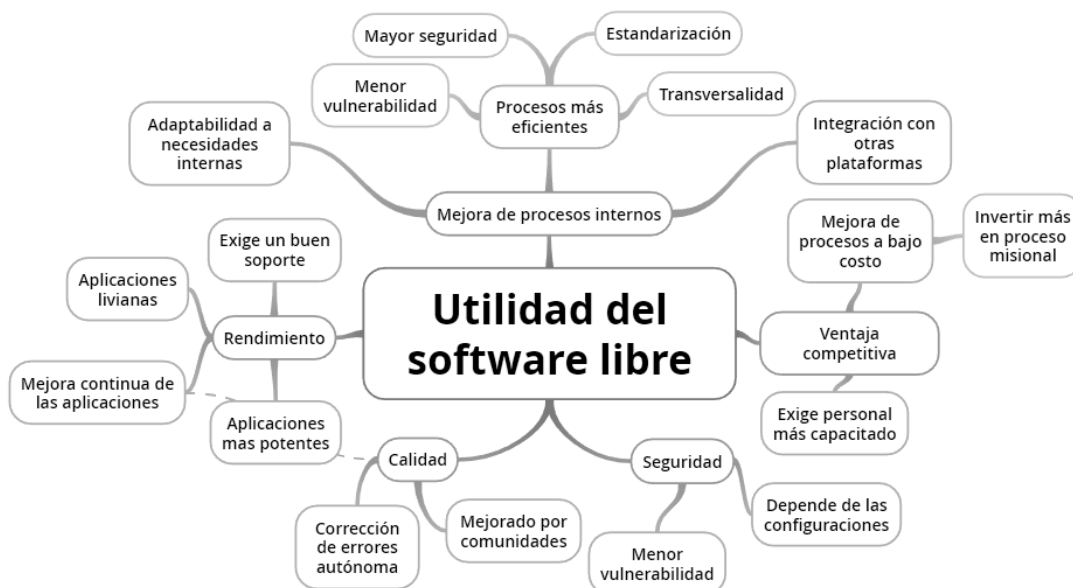 Mayor seguridad
Estandarización
Menor
vulnerabilidad
Procesos más
eficientes
Transversalidad
Adaptabilidad a
necesidades
internas
Integración con
otras
plataformas
Mejora de procesos internos
Mejora de
procesos a bajo
costo
Invertir más
en proceso
misional
Exige un buen
soporte
Aplicaciones
livianas
Rendimiento
Utilidad del
software libre
Ventaja
competitiva
Mejora continua de
las aplicaciones
Aplicaciones
mas potentes
Exige personal
más capacitado
Calidad
Seguridad
Corrección
de errores
autónoma
Mejorado por
comunidades
Menor
vulnerabilidad
Depende de las
configuraciones